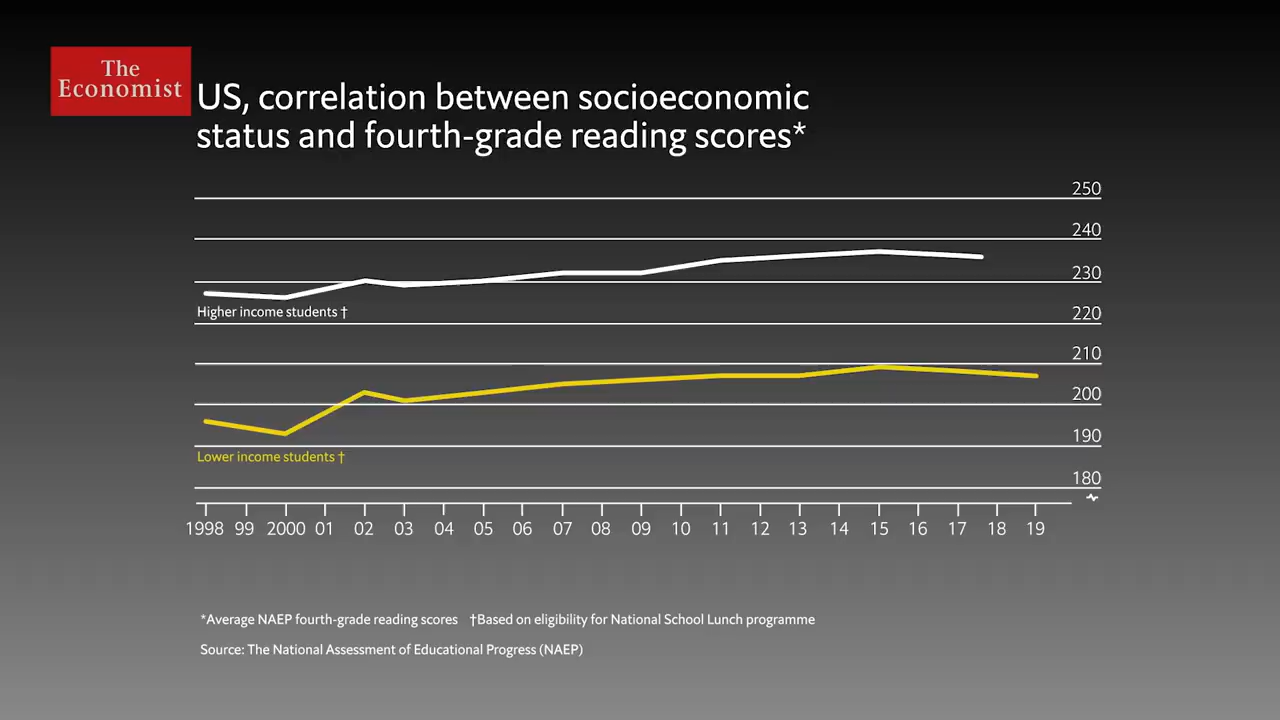 The
Economist
US, correlation between socioeconomic
status and fourth-grade reading scores*
250
240
230
Higher income students †
220
210
200
190
Lower income students †
180
1998 99 2000 01 02 03 04 05 06 07 08 09 10 11 12 13 14 15 16 17 18 19
*Average NAEP fourth-grade reading scores †Based on eligibility for National School Lunch programme
Source: The National Assessment of Educational Progress (NAEP)